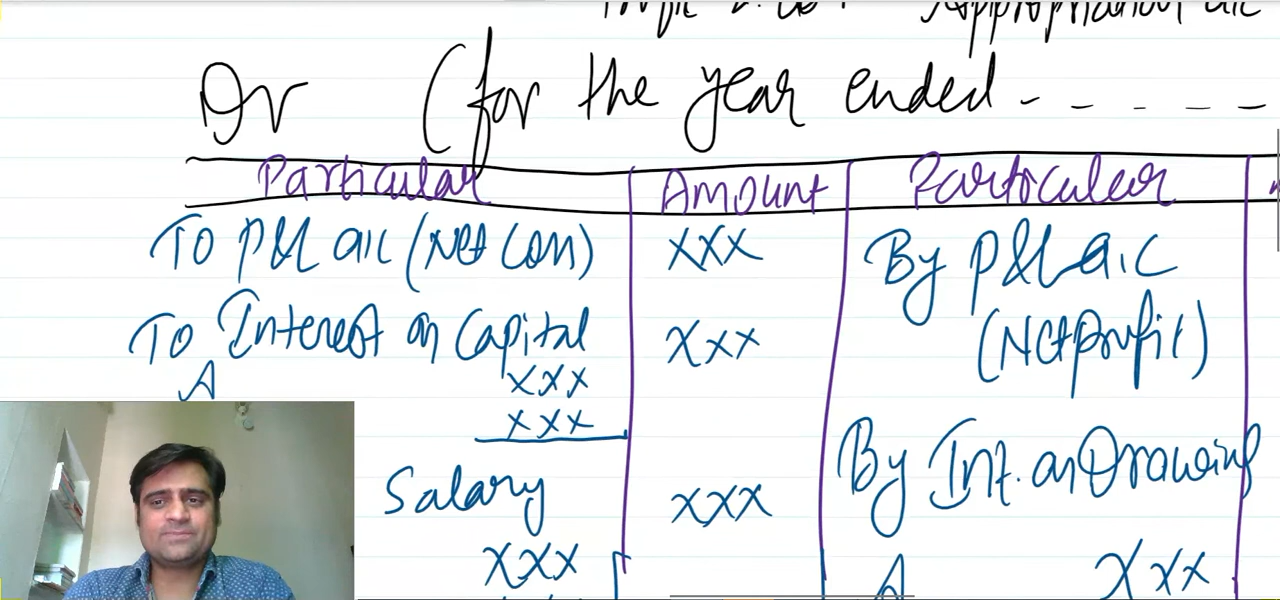 Appropriation a/c
Dr (for the year ended - - - - - -
Particular Amount Particular
To P&L a/c (Net Loss) XXX By P&L a/c
(Net Profit)
To Interest on Capital XXX
A XXX
XXX
By Int. on Drawing
Salary XXX
XXX
A XXX